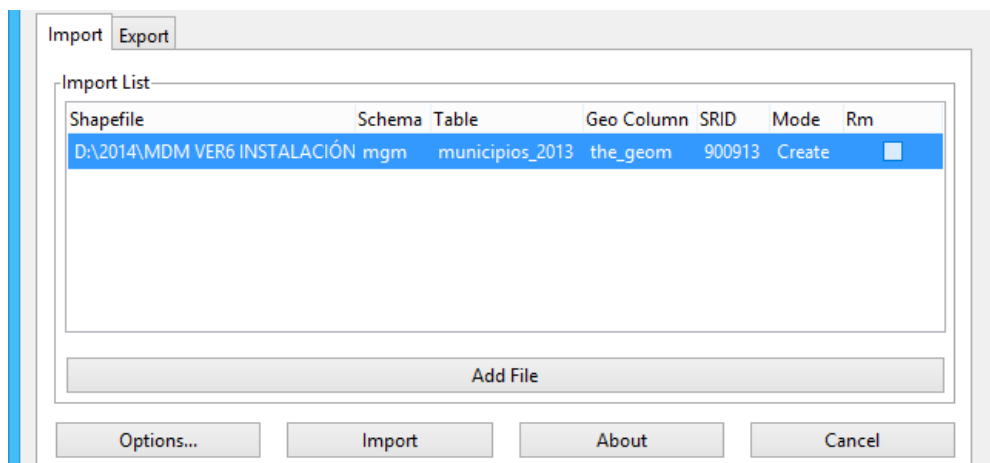 Import Export
Import List
Shapefile Schema Table Geo Column SRID Mode Rm
D:\2014\MDM VER6 INSTALACIÓN mgm municipios_2013 the_geom 900913 Create
Add File
Options... Import About Cancel